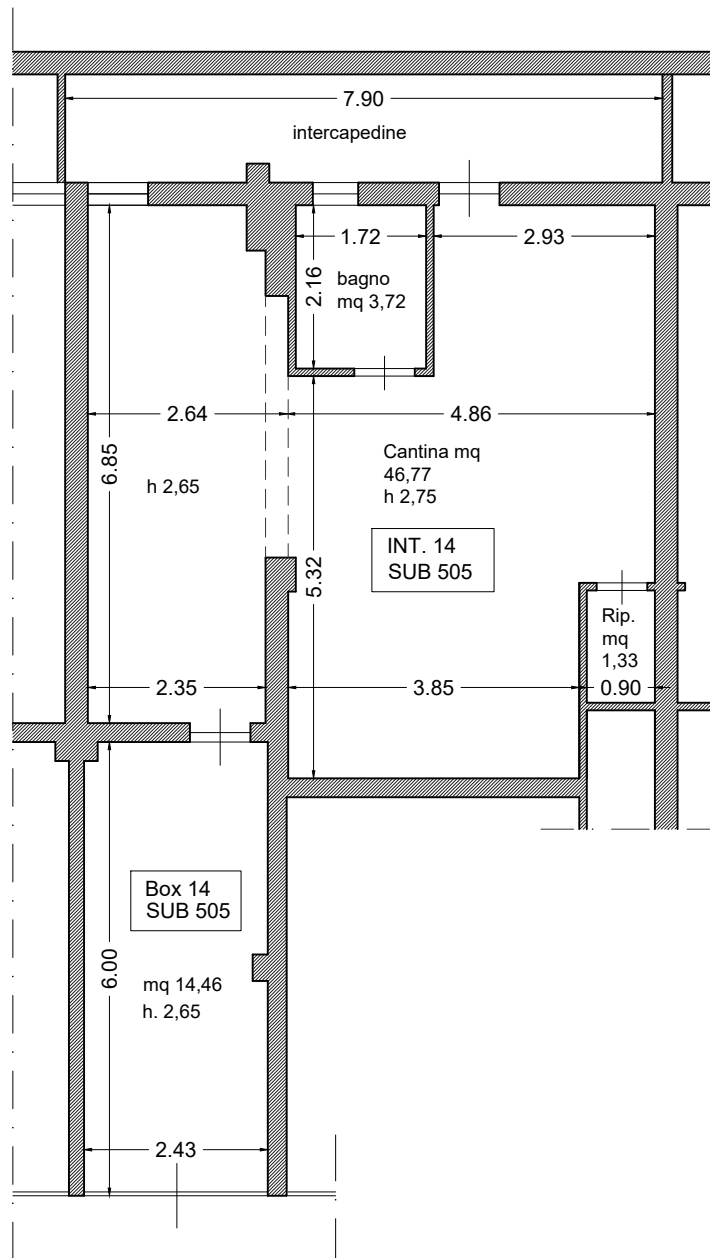 7.90
intercapedine
1.72
2.93
2.16
bagno
mq 3,72
2.64
4.86
6.85
Cantina mq
46,77
h 2,75
h 2,65
INT. 14
SUB 505
5.32
Rip.
mq
1,33
2.35
3.85
0.90
Box 14
SUB 505
6.00
mq 14,46
h. 2,65
2.43